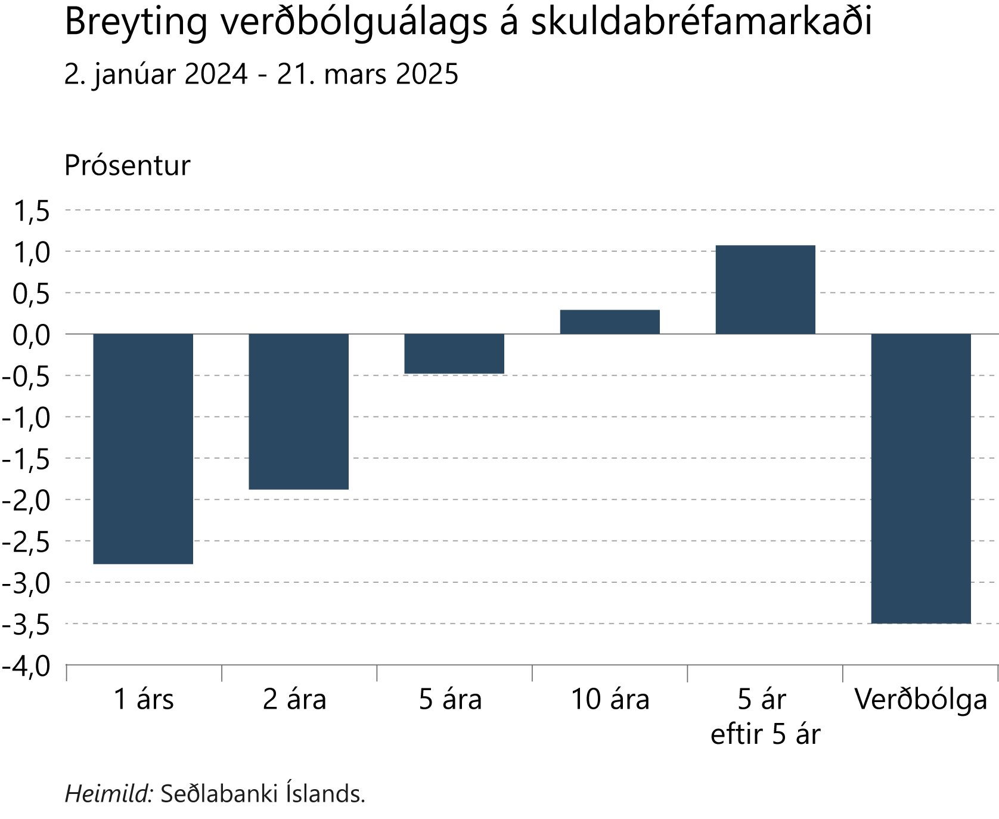 Breyting verðbólguálags á skuldabréfamarkaði
2. janúar 2024 - 21. mars 2025
Prósentur
1,5
1,0
0,5
0,0
-0,5
-1,0
-1,5
-2,0
-2,5
-3,0
-3,5
-4,0
1 árs
2 ára
5 ára
10 ára
5 ár
eftir 5 ár
Verðbólga
Heimild: Seðlabanki Íslands.